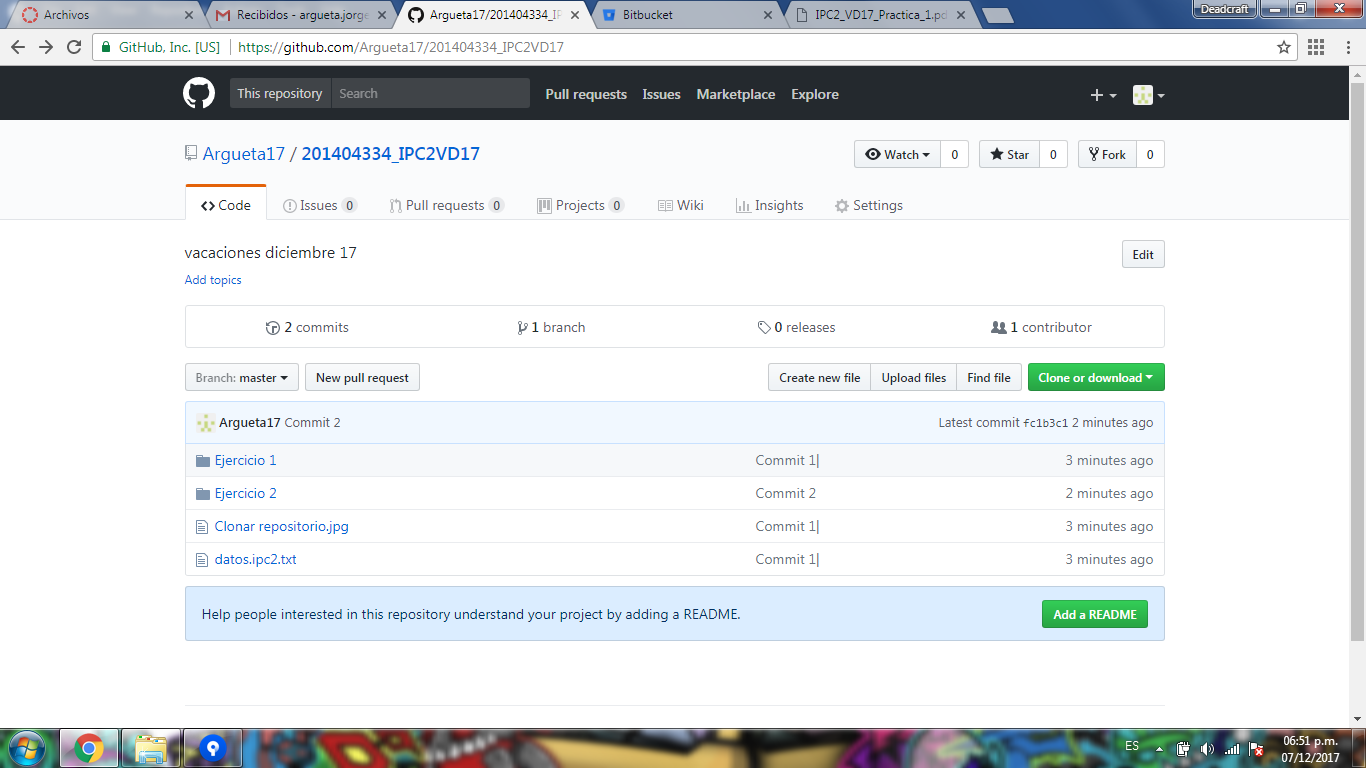 Archivos
Recibidos - argueta.jorge
Argueta17/201404334_IP
Bitbucket
IPC2_VD17_Practica_1.pd
Deadcraft
GitHub, Inc. [US]
https://github.com/Argueta17/201404334_IPC2VD17
This repository
Search
Pull requests
Issues
Marketplace
Explore
Argueta17 / 201404334_IPC2VD17
Watch 0
Star 0
Fork 0
Code
Issues 0
Pull requests 0
Projects 0
Wiki
Insights
Settings
vacaciones diciembre 17
Edit
Add topics
2 commits
1 branch
0 releases
1 contributor
Branch: master
New pull request
Create new file
Upload files
Find file
Clone or download
Argueta17 Commit 2
Latest commit fc1b3c1 2 minutes ago
Ejercicio 1 Commit 1| 3 minutes ago
Ejercicio 2 Commit 2 2 minutes ago
Clonar repositorio.jpg Commit 1| 3 minutes ago
datos.ipc2.txt Commit 1| 3 minutes ago
Help people interested in this repository understand your project by adding a README.
Add a README
ES
06:51 p.m.
07/12/2017